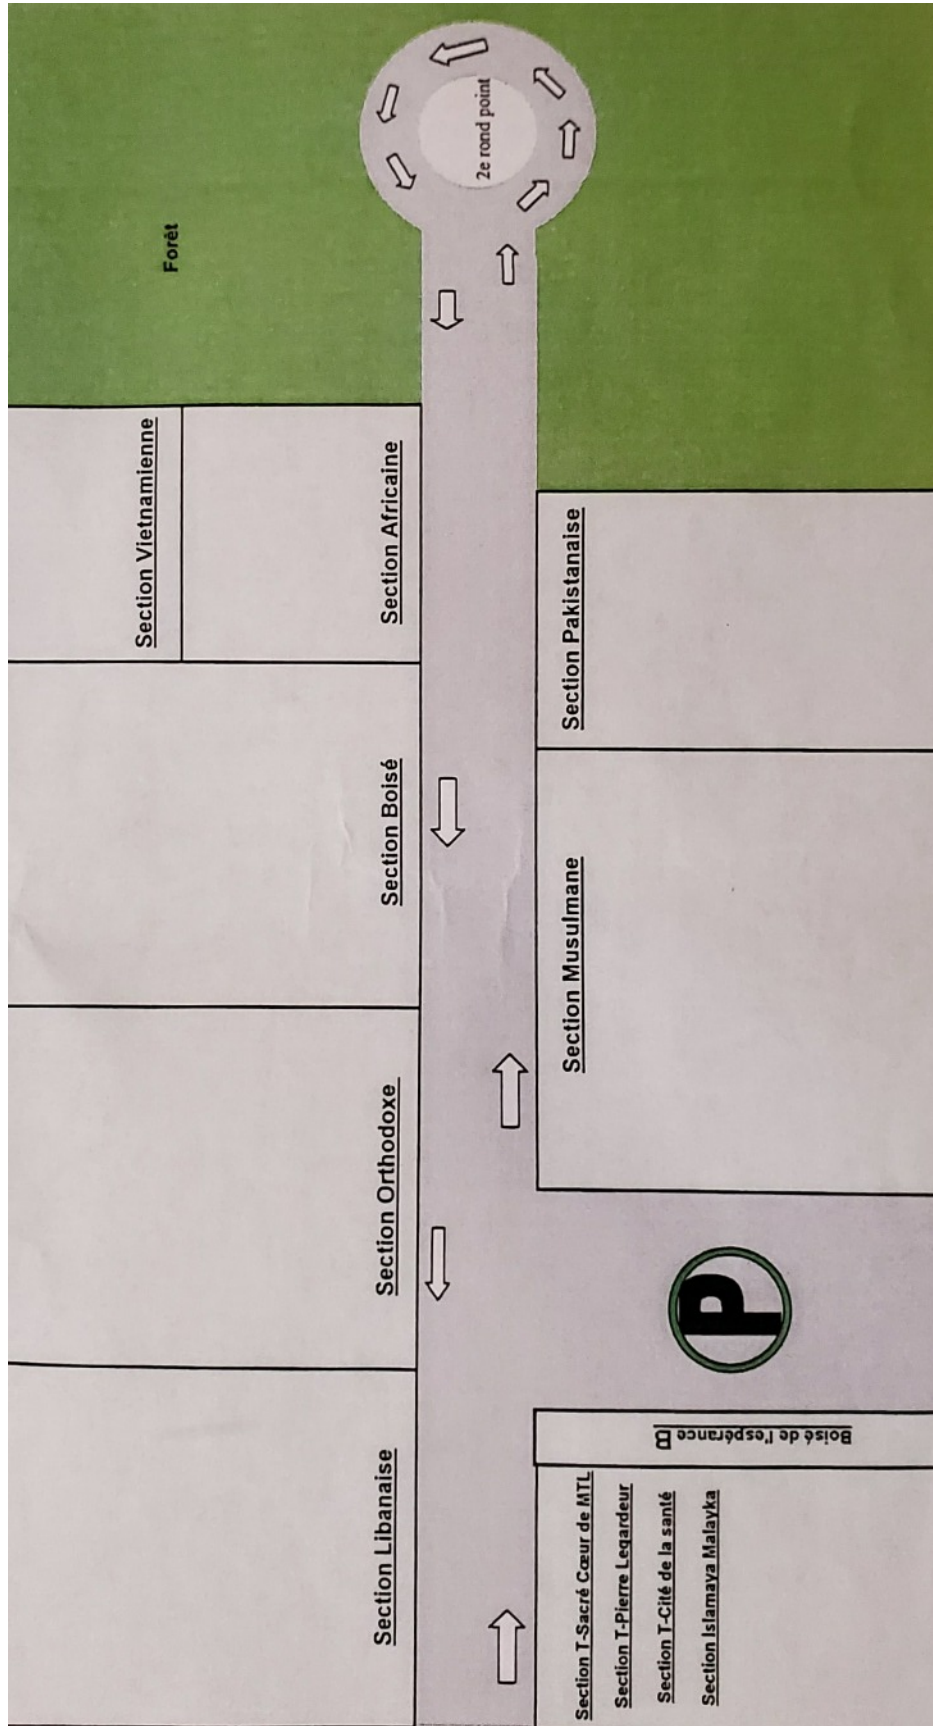 2e rond point
Forêt
Section Vietnamienne
Section Africaine
Section Boisé
Section Orthodoxe
Section Libanaise
Section Pakistanaise
Section Musulmane
P
Boisé de l'espérance B
Section T-Sacré Cœur de MTL
Section T-Pierre Legardeur
Section T-Cité de la santé
Section Islamaya Malayka